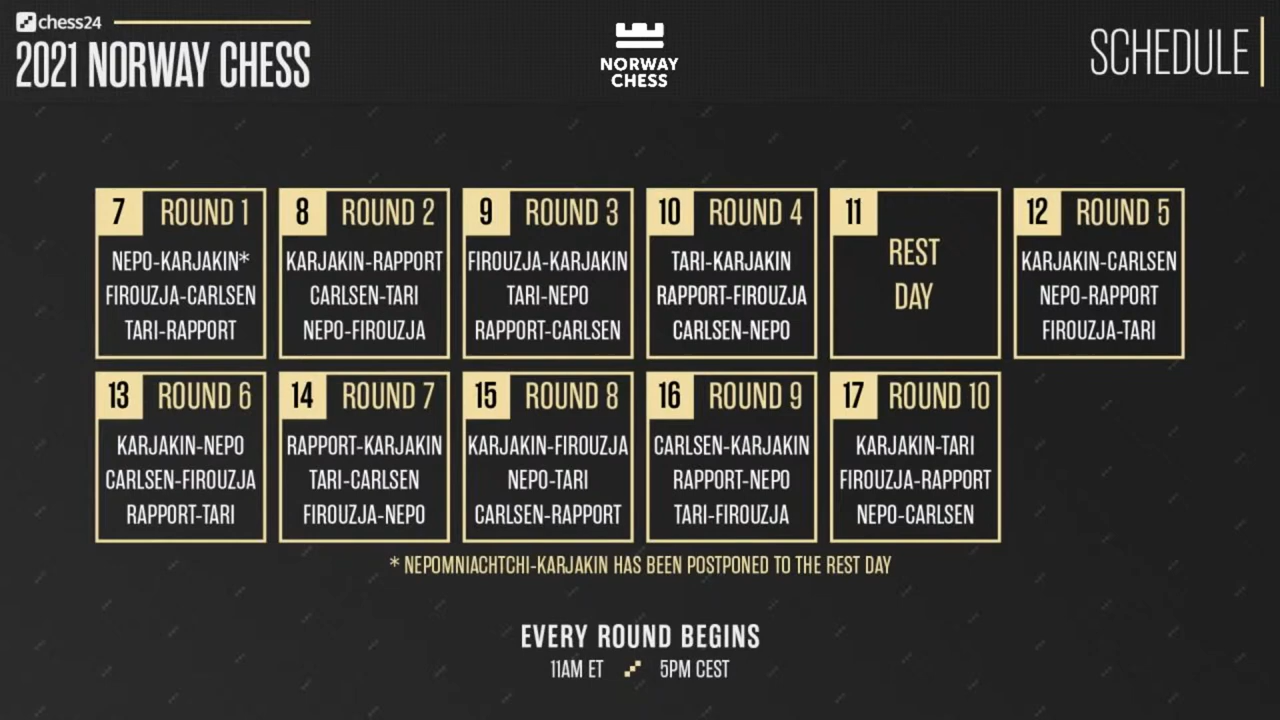 chess24
2021 NORWAY CHESS
NORWAY
CHESS
SCHEDULE
7 ROUND 1
NEPO-KARJAKIN*
FIROUZJA-CARLSEN
TARI-RAPPORT
8 ROUND 2
KARJAKIN-RAPPORT
CARLSEN-TARI
NEPO-FIROUZJA
9 ROUND 3
FIROUZJA-KARJAKIN
TARI-NEPO
RAPPORT-CARLSEN
10 ROUND 4
TARI-KARJAKIN
RAPPORT-FIROUZJA
CARLSEN-NEPO
11
REST
DAY
12 ROUND 5
KARJAKIN-CARLSEN
NEPO-RAPPORT
FIROUZJA-TARI
13 ROUND 6
KARJAKIN-NEPO
CARLSEN-FIROUZJA
RAPPORT-TARI
14 ROUND 7
RAPPORT-KARJAKIN
TARI-CARLSEN
FIROUZJA-NEPO
15 ROUND 8
KARJAKIN-FIROUZJA
NEPO-TARI
CARLSEN-RAPPORT
16 ROUND 9
CARLSEN-KARJAKIN
RAPPORT-NEPO
TARI-FIROUZJA
17 ROUND 10
KARJAKIN-TARI
FIROUZJA-RAPPORT
NEPO-CARLSEN
* NEPOMNIACHTCHI-KARJAKIN HAS BEEN POSTPONED TO THE REST DAY
EVERY ROUND BEGINS
11AM ET 5PM CEST